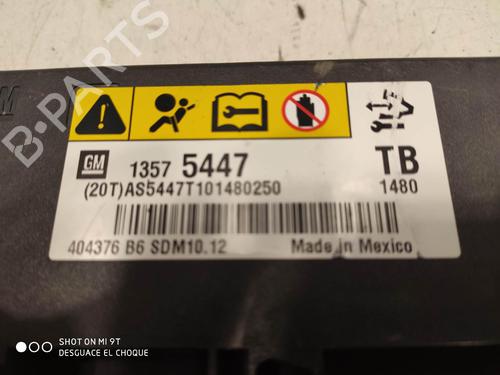 B-PARTS
M
GM 1357 5447 TB
(20T)AS5447T101480250 1480
404376 B6 SDM10.12 Made in Mexico
SHOT ON MI 9T
DESGUACE EL CHOQUE